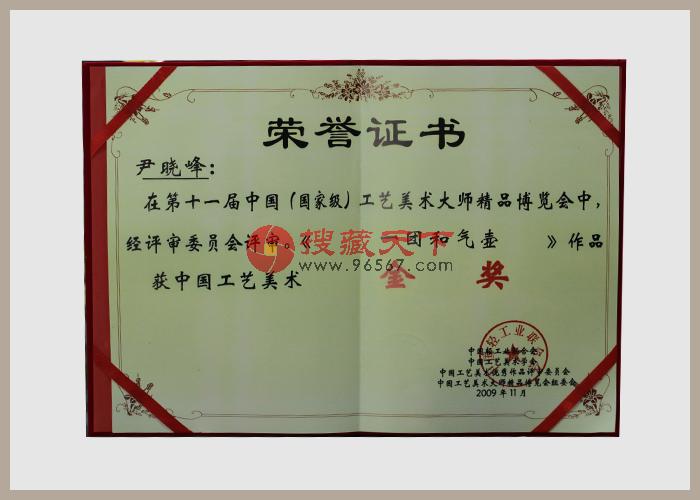 荣誉证书
尹晓峰：
在第十一届中国（国家级）工艺美术大师精品博览会中，
经评审委员会评审。《 一团和气壶 》作品
搜藏天下
www.96567.com
获中国工艺美术 金 奖
中国轻工业联合会
中国工艺美术学会
中国工艺美术优秀作品评审委员会
中国工艺美术大师精品博览会组委会
2009年11月